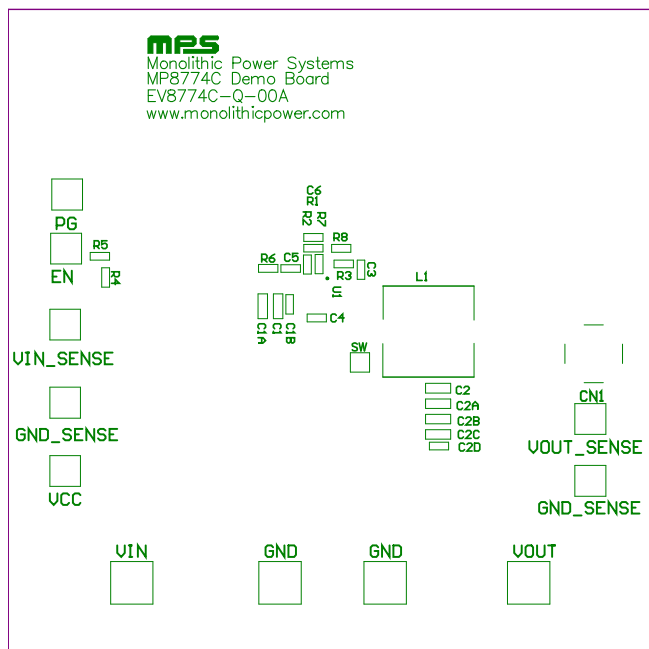 MPS
Monolithic Power Systems
MP8774C Demo Board
EV8774C-Q-00A
www.monolithicpower.com
C6
R1
R2
R7
PG
R5
R8
EN
R4
R6
C5
R3
C3
L1
U1
C1A
C1
C1B
C4
SW
VIN_SENSE
C2
CN1
C2A
C2B
GND_SENSE
C2C
VOUT_SENSE
C2D
VCC
GND_SENSE
VIN
GND
GND
VOUT